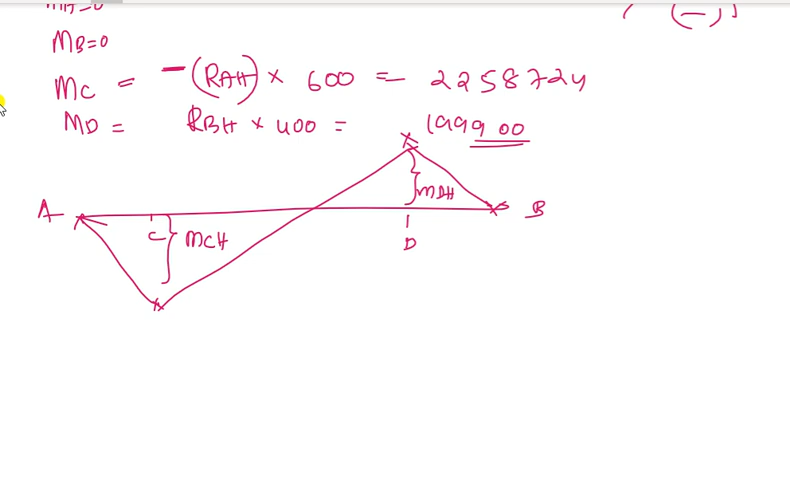 (-)
MB=0
MC = -(RAH) × 600 = - 2258724
MD = RBH × 400 = 199900
MDH
A B
C MCH
D